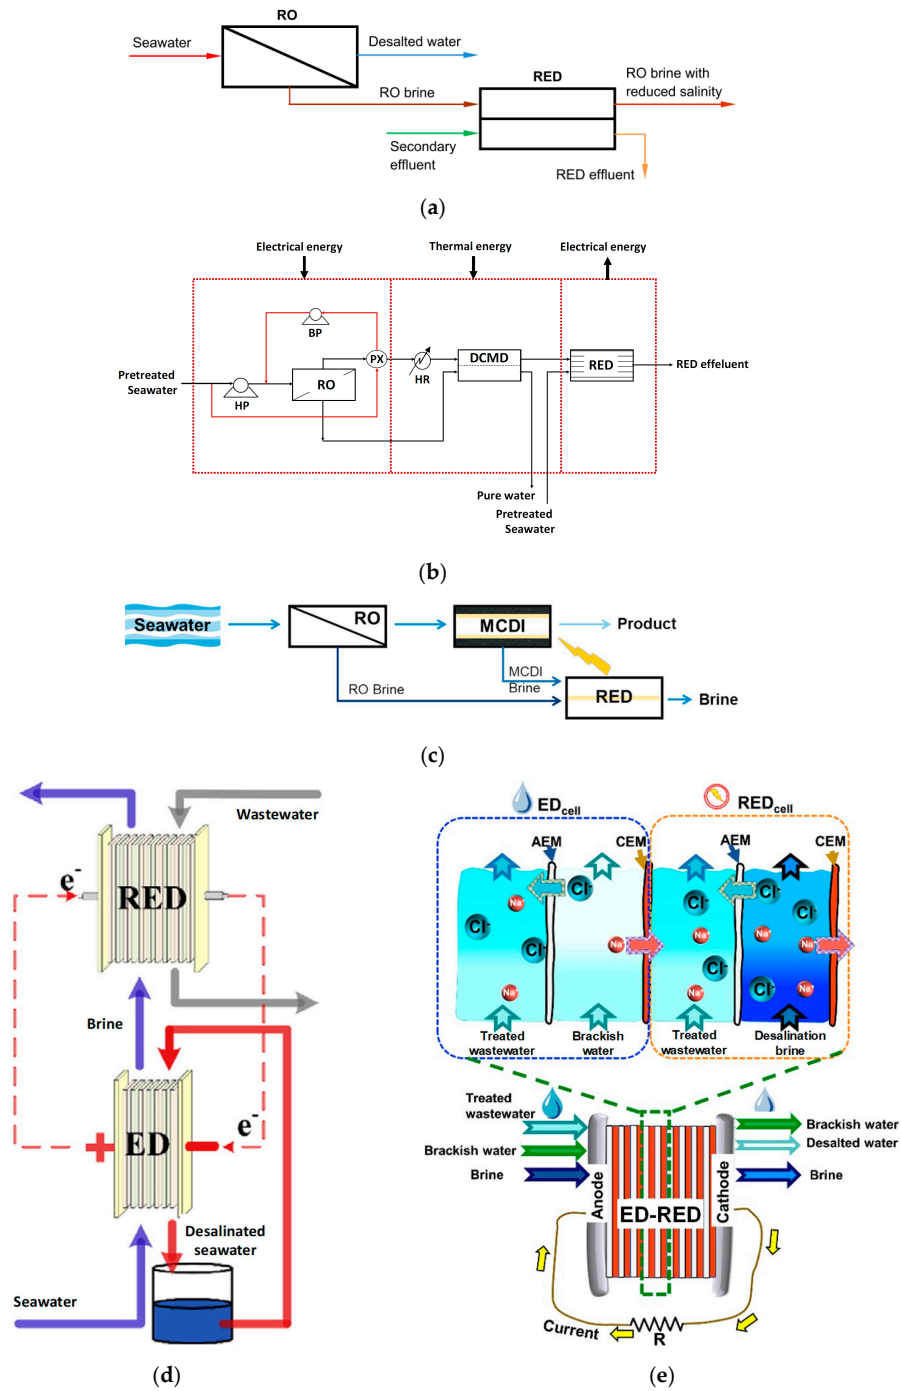 RO
Seawater
Desalted water
RED
RO brine with
reduced salinity
RO brine
Secondary
effluent
RED effluent
(a)
Electrical energy
Thermal energy
Electrical energy
BP
PX
DCMD
RED
RED effeluent
Pretreated
Seawater
HP
RO
HR
Pure water
Pretreated
Seawater
(b)
Seawater
RO
MCDI
Product
MCDI
Brine
RO Brine
RED
Brine
(c)
Wastewater
e-
RED
Brine
ED
e-
+
Desalinated
seawater
Seawater
(d)
EDcell
REDcell
AEM
CEM
AEM
CEM
Cl-
Cl-
Na+
Cl-
Cl-
Na+
Cl-
Na+
Na+
Cl-
Na+
Cl-
Na+
Na+
Cl-
Na+
Treated
wastewater
Brackish
water
Treated
wastewater
Desalination
brine
Treated
wastewater
Brackish water
Brine
Anode
ED-RED
Cathode
Brackish water
Desalted water
Brine
Current
R
(e)